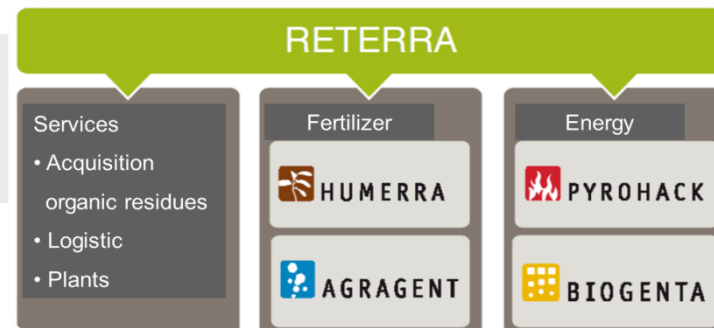 RETERRA
Services
• Acquisition
organic residues
• Logistic
• Plants
Fertilizer
HUMERRA
AGRAGENT
Energy
PYROHACK
BIOGENTA